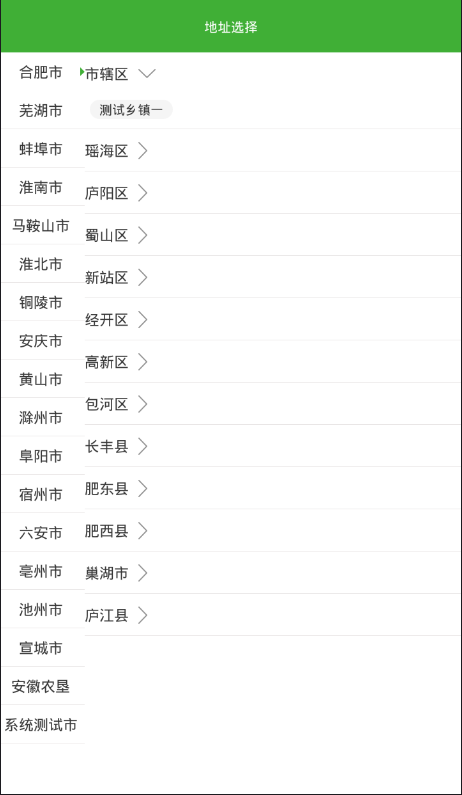 地址选择
合肥市
芜湖市
蚌埠市
淮南市
马鞍山市
淮北市
铜陵市
安庆市
黄山市
滁州市
阜阳市
宿州市
六安市
亳州市
池州市
宣城市
安徽农垦
系统测试市
市辖区
测试乡镇一
瑶海区
庐阳区
蜀山区
新站区
经开区
高新区
包河区
长丰县
肥东县
肥西县
巢湖市
庐江县